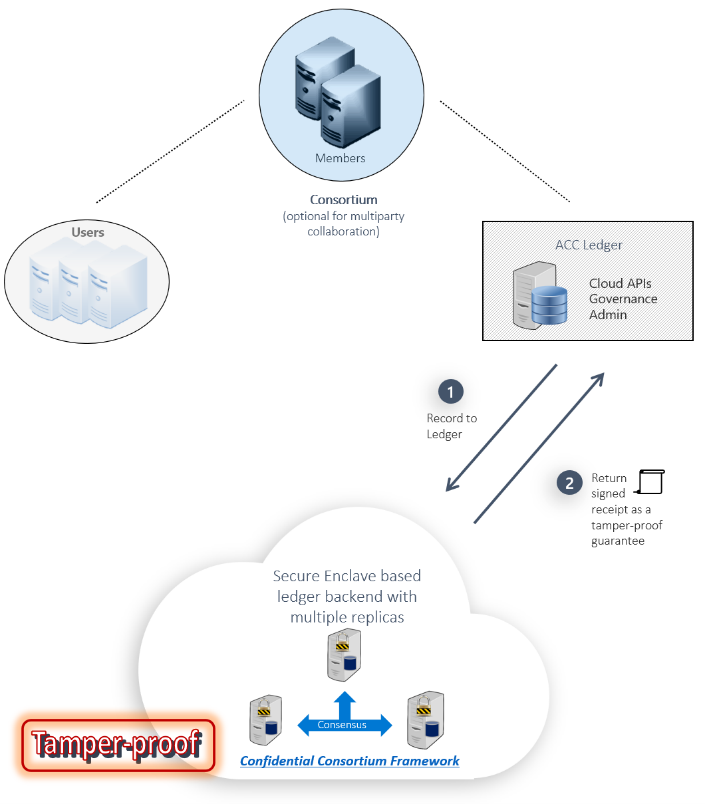 Members
Consortium
(optional for multiparty
collaboration)
Users
ACC Ledger
Cloud APIs
Governance
Admin
1
Record to
Ledger
2
Return
signed
receipt as a
tamper-proof
guarantee
Secure Enclave based
ledger backend with
multiple replicas
Consensus
Tamper-proof
Confidential Consortium Framework